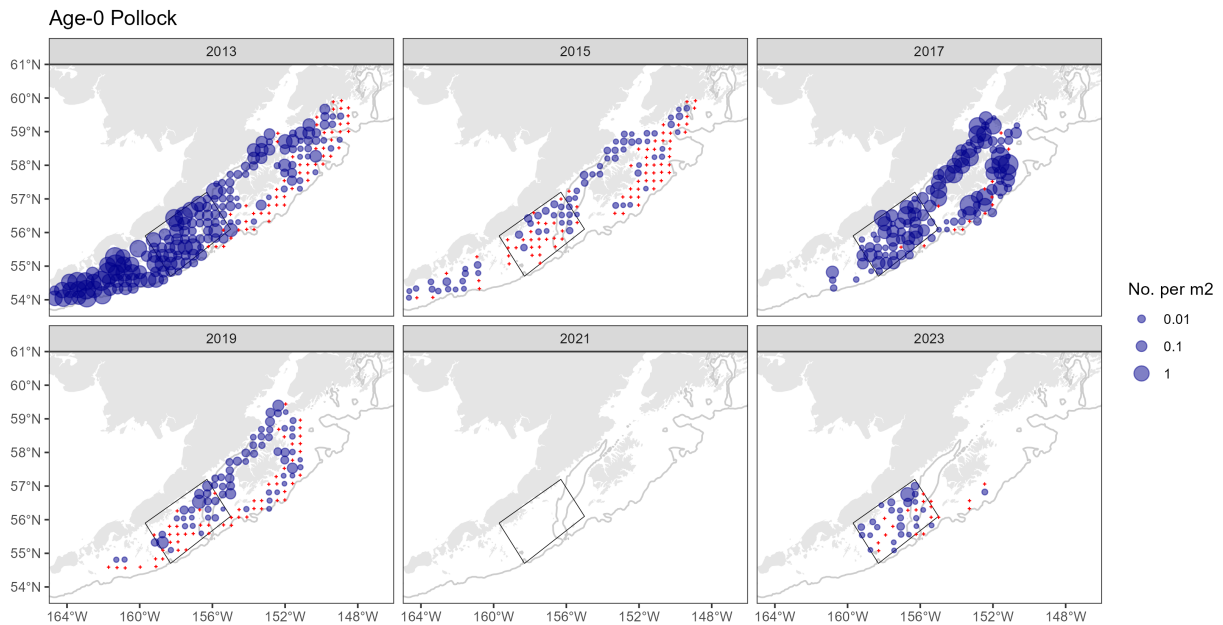 Age-0 Pollock
2013
2015
2017
61°N
60°N
59°N
58°N
57°N
56°N
55°N
54°N
No. per m2
0.01
0.1
1
2019
2021
2023
61°N
60°N
59°N
58°N
57°N
56°N
55°N
54°N
164°W 160°W 156°W 152°W 148°W
164°W 160°W 156°W 152°W 148°W
164°W 160°W 156°W 152°W 148°W